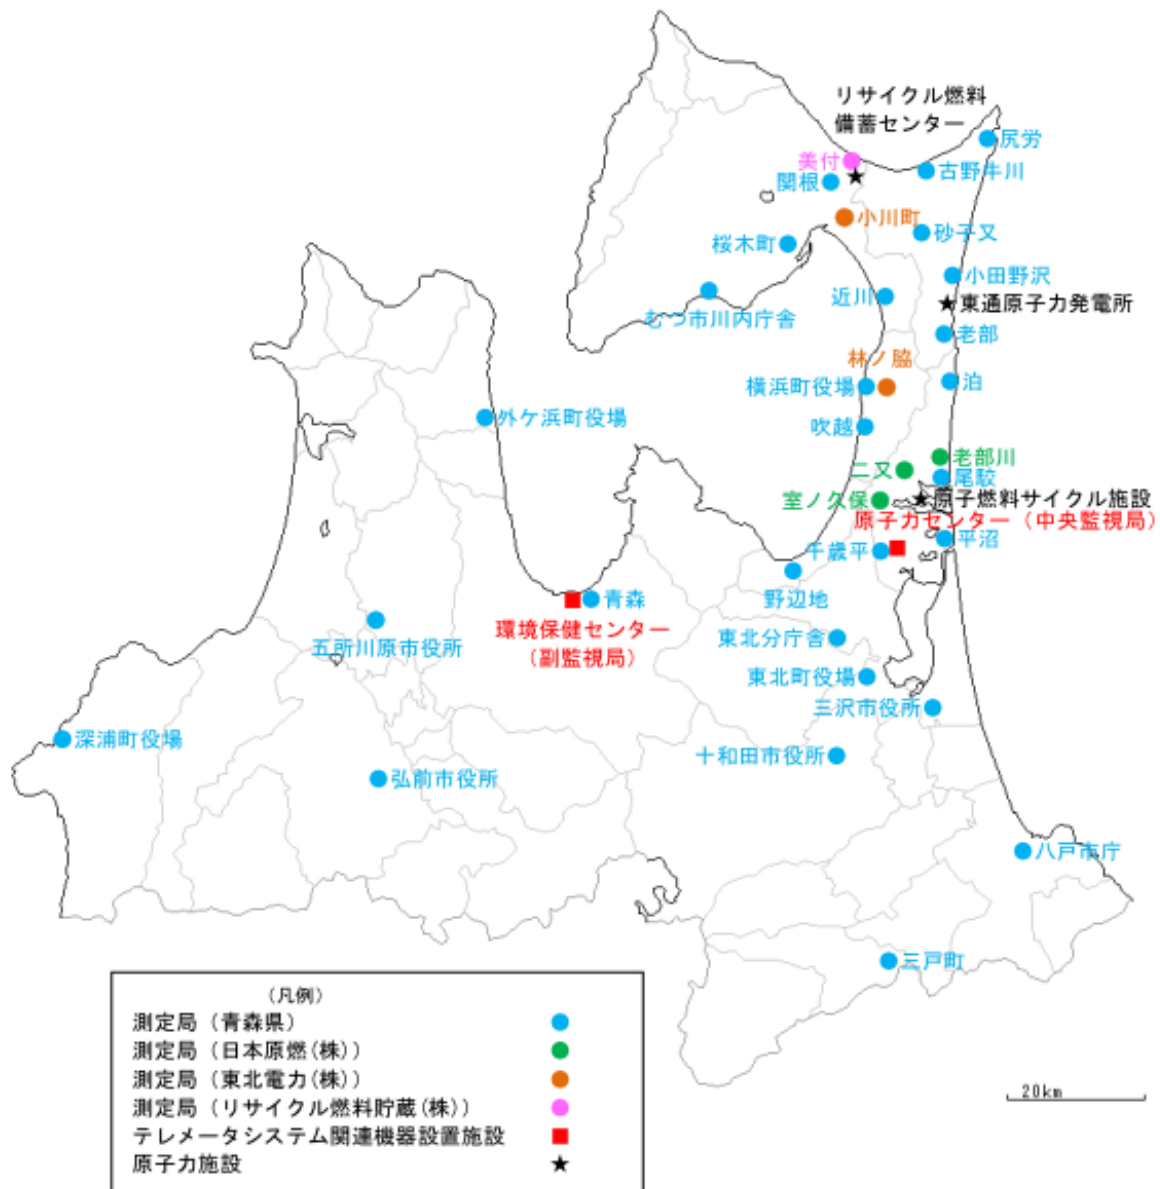 リサイクル燃料
備蓄センター
尻労
美付
古野牛川
関根
小川町
砂子又
桜木町
小田野沢
近川
東通原子力発電所
むつ市川内庁舎
老部
林ノ脇
横浜町役場
泊
外ケ浜町役場
吹越
老部川
二又
尾駮
室ノ久保
原子燃料サイクル施設
原子力センター（中央監視局）
平沼
千歳平
野辺地
青森
環境保健センター
（副監視局）
東北分庁舎
五所川原市役所
東北町役場
三沢市役所
深浦町役場
十和田市役所
弘前市役所
八戸市庁
三戸町
（凡例）
測定局（青森県）
測定局（日本原燃(株)）
測定局（東北電力(株)）
測定局（リサイクル燃料貯蔵(株)）
テレメータシステム関連機器設置施設
原子力施設
20km